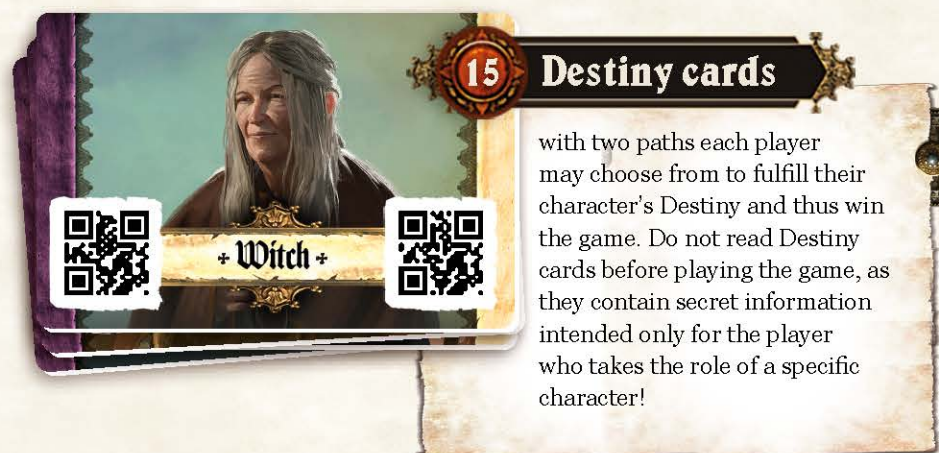 15
Destiny cards
with two paths each player
may choose from to fulfill their
character's Destiny and thus win
the game. Do not read Destiny
cards before playing the game, as
they contain secret information
intended only for the player
who takes the role of a specific
character!
Witch